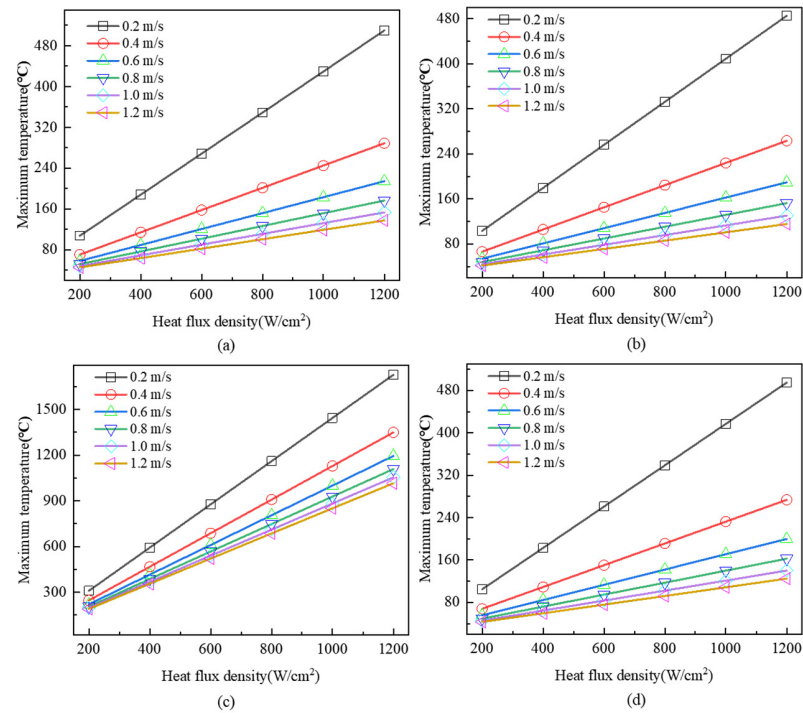 480
400
320
240
160
80
Maximum temperature(℃)
0.2 m/s
0.4 m/s
0.6 m/s
0.8 m/s
1.0 m/s
1.2 m/s
200 400 600 800 1000 1200
Heat flux density(W/cm²)
(a)
480
400
320
240
160
80
Maximum temperature(℃)
0.2 m/s
0.4 m/s
0.6 m/s
0.8 m/s
1.0 m/s
1.2 m/s
200 400 600 800 1000 1200
Heat flux density(W/cm²)
(b)
1500
1200
900
600
300
Maximum temperature(℃)
0.2 m/s
0.4 m/s
0.6 m/s
0.8 m/s
1.0 m/s
1.2 m/s
200 400 600 800 1000 1200
Heat flux density(W/cm²)
(c)
480
400
320
240
160
80
Maximum temperature(℃)
0.2 m/s
0.4 m/s
0.6 m/s
0.8 m/s
1.0 m/s
1.2 m/s
200 400 600 800 1000 1200
Heat flux density(W/cm²)
(d)